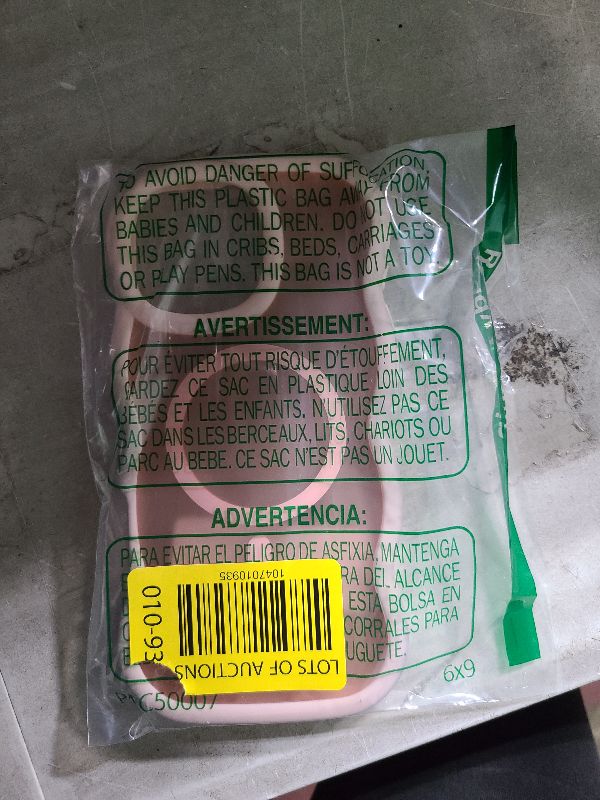 AVOID DANGER OF SUFFOCATION
KEEP THIS PLASTIC BAG AWAY FROM
BABIES AND CHILDREN. DO NOT USE
THIS BAG IN CRIBS, BEDS, CARRIAGES
OR PLAY PENS. THIS BAG IS NOT A TOY.
AVERTISSEMENT:
POUR ÉVITER TOUT RISQUE D'ÉTOUFFEMENT,
GARDEZ CE SAC EN PLASTIQUE LOIN DES
BEBES ET LES ENFANTS. N'UTILISEZ PAS CE
SAC DANS LES BERCEAUX, LITS, CHARIOTS OU
PARC AU BEBE. CE SAC N'EST PAS UN JOUET.
ADVERTENCIA:
PARA EVITAR EL PELIGRO DE ASFIXIA. MANTENGA
RA DEL ALCANCE
ESTA BOLSA EN
CORRALES PARA
UGUETE.
6x9
C50007
LOTS OF AUCTIONS
1047010935
010-93